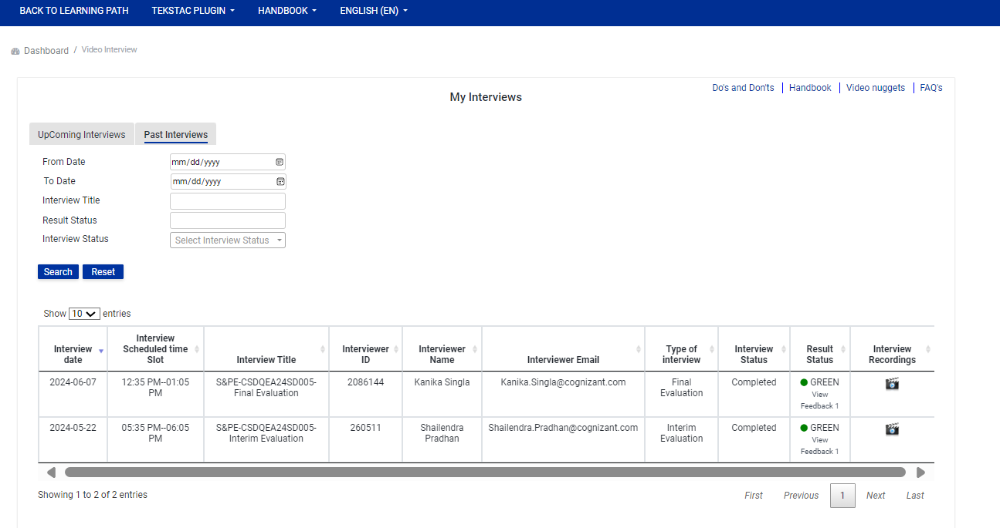 BACK TO LEARNING PATH TEKSTAC PLUGIN HANDBOOK ENGLISH (EN)
Dashboard / Video Interview
Do's and Don'ts | Handbook | Video nuggets | FAQ's
My Interviews
UpComing Interviews Past Interviews
From Date mm/dd/yyyy
To Date mm/dd/yyyy
Interview Title
Result Status
Interview Status Select Interview Status
Search Reset
Show 10 entries
Interview date
Interview Scheduled time Slot
Interview Title
Interviewer ID
Interviewer Name
Interviewer Email
Type of interview
Interview Status
Result Status
Interview Recordings
2024-06-07
12:35 PM--01:05 PM
S&PE-CSDQEA24SD005-
Final Evaluation
2086144
Kanika Singla
Kanika.Singla@cognizant.com
Final Evaluation
Completed
GREEN
View
Feedback 1
2024-05-22
05:35 PM--06:05 PM
S&PE-CSDQEA24SD005-
Interim Evaluation
260511
Shailendra Pradhan
Shailendra.Pradhan@cognizant.com
Interim Evaluation
Completed
GREEN
View
Feedback 1
Showing 1 to 2 of 2 entries
First Previous 1 Next Last